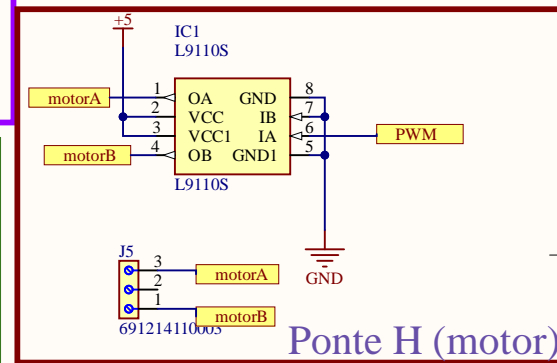 +5
IC1
L9110S
motorA
1 OA GND 8
2 VCC IB 7
3 VCC1 IA 6
PWM
motorB
4 OB GND1 5
L9110S
J5
3 motorA
2
1 motorB
691214110003
GND
Ponte H (motor)